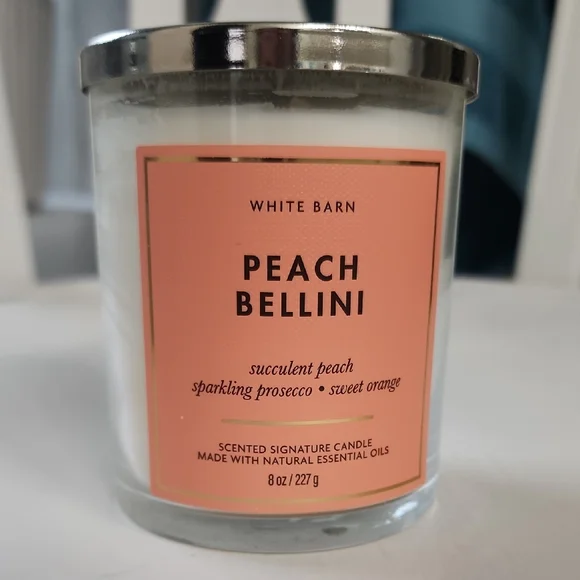 WHITE BARN
PEACH
BELLINI
succulent peach
sparkling prosecco • sweet orange
SCENTED SIGNATURE CANDLE
MADE WITH NATURAL ESSENTIAL OILS
8 oz / 227 g